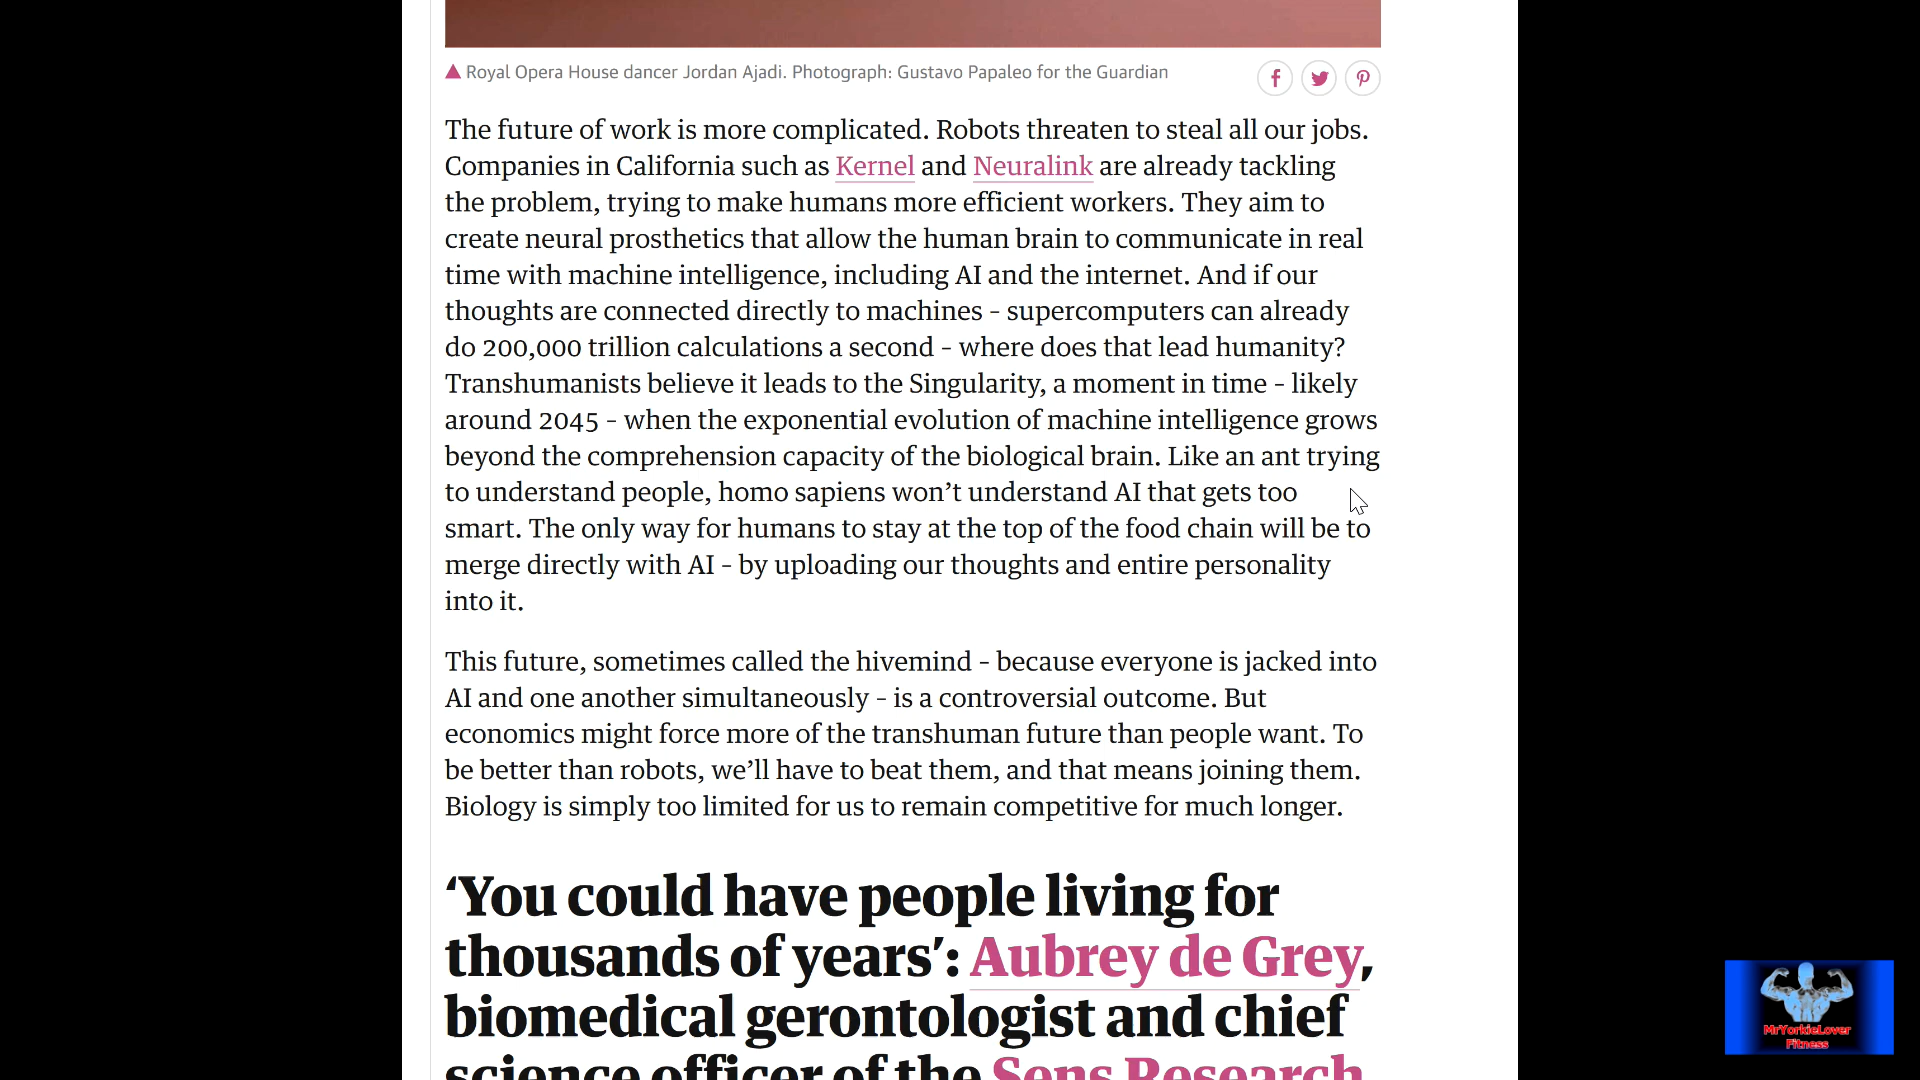 Royal Opera House dancer Jordan Ajadi. Photograph: Gustavo Papaleo for the Guardian
The future of work is more complicated. Robots threaten to steal all our jobs.
Companies in California such as Kernel and Neuralink are already tackling
the problem, trying to make humans more efficient workers. They aim to
create neural prosthetics that allow the human brain to communicate in real
time with machine intelligence, including AI and the internet. And if our
thoughts are connected directly to machines – supercomputers can already
do 200,000 trillion calculations a second – where does that lead humanity?
Transhumanists believe it leads to the Singularity, a moment in time – likely
around 2045 – when the exponential evolution of machine intelligence grows
beyond the comprehension capacity of the biological brain. Like an ant trying
to understand people, homo sapiens won’t understand AI that gets too
smart. The only way for humans to stay at the top of the food chain will be to
merge directly with AI – by uploading our thoughts and entire personality
into it.
This future, sometimes called the hivemind – because everyone is jacked into
AI and one another simultaneously – is a controversial outcome. But
economics might force more of the transhuman future than people want. To
be better than robots, we’ll have to beat them, and that means joining them.
Biology is simply too limited for us to remain competitive for much longer.
‘You could have people living for
thousands of years’: Aubrey de Grey,
biomedical gerontologist and chief
science officer of the Sens Research
MrYorkieLover
Fitness